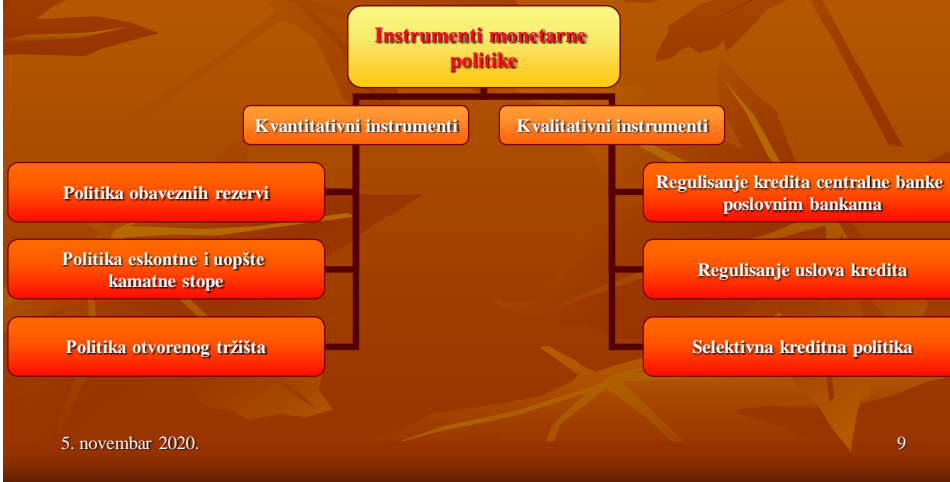 Instrumenti monetarne
politike
Kvantitativni instrumenti
Kvalitativni instrumenti
Politika obaveznih rezervi
Politika eskontne i uopšte
kamatne stope
Politika otvorenog tržišta
Regulisanje kredita centralne banke
poslovnim bankama
Regulisanje uslova kredita
Selektivna kreditna politika
5. novembar 2020.
9